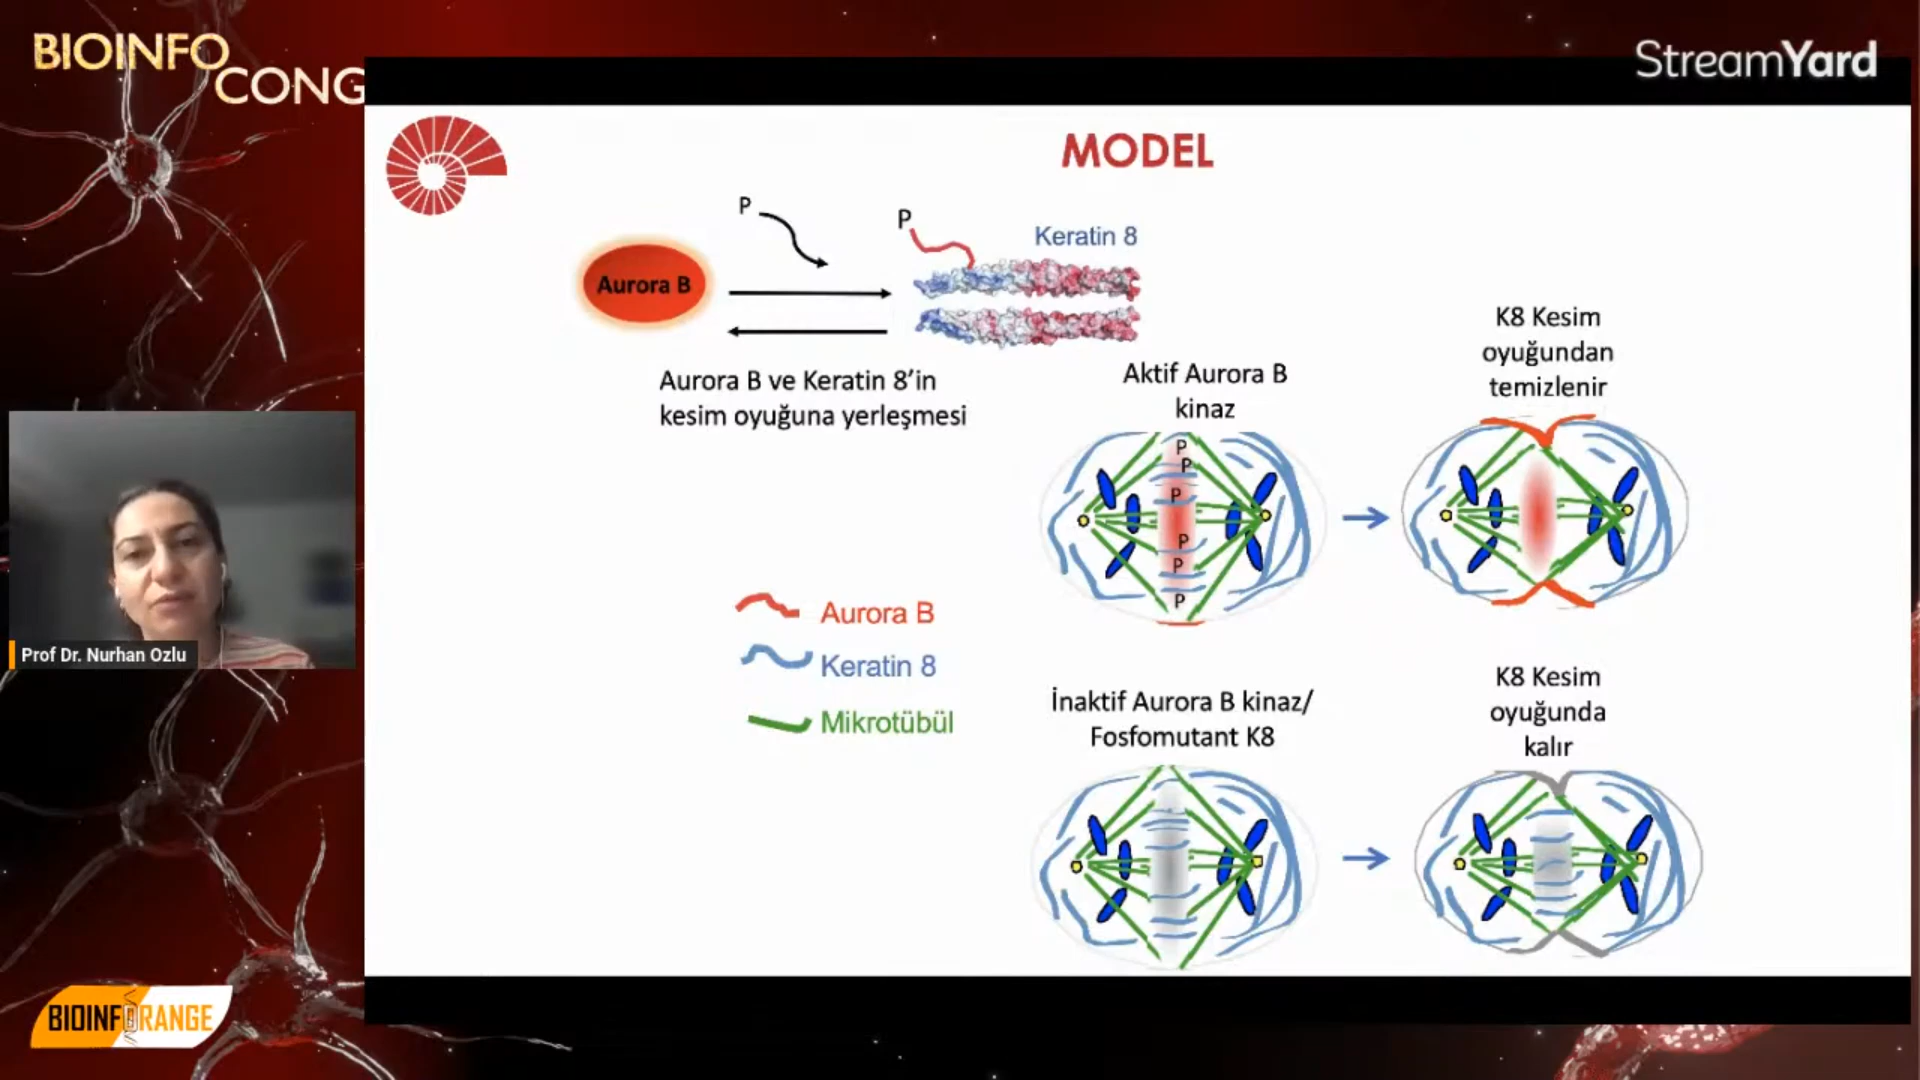 BIOINFO
CONG
StreamYard
MODEL
P
P
Keratin 8
Aurora B
Aurora B ve Keratin 8’in
kesim oyuğuna yerleşmesi
Aktif Aurora B
kinaz
K8 Kesim
oyuğundan
temizlenir
P
P
P
P
P
P
Aurora B
Keratin 8
Mikrotübül
İnaktif Aurora B kinaz/
Fosfomutant K8
K8 Kesim
oyuğunda
kalır
Prof Dr. Nurhan Ozlu
BIOINFORANGE